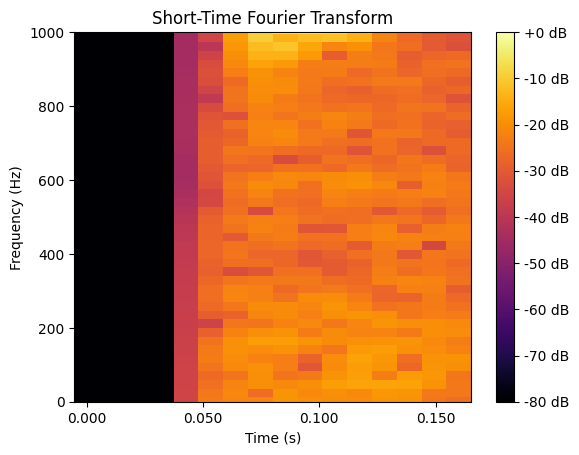 Short-Time Fourier Transform
1000
800
600
400
200
0
Frequency (Hz)
0.000
0.050
0.100
0.150
Time (s)
+0 dB
-10 dB
-20 dB
-30 dB
-40 dB
-50 dB
-60 dB
-70 dB
-80 dB